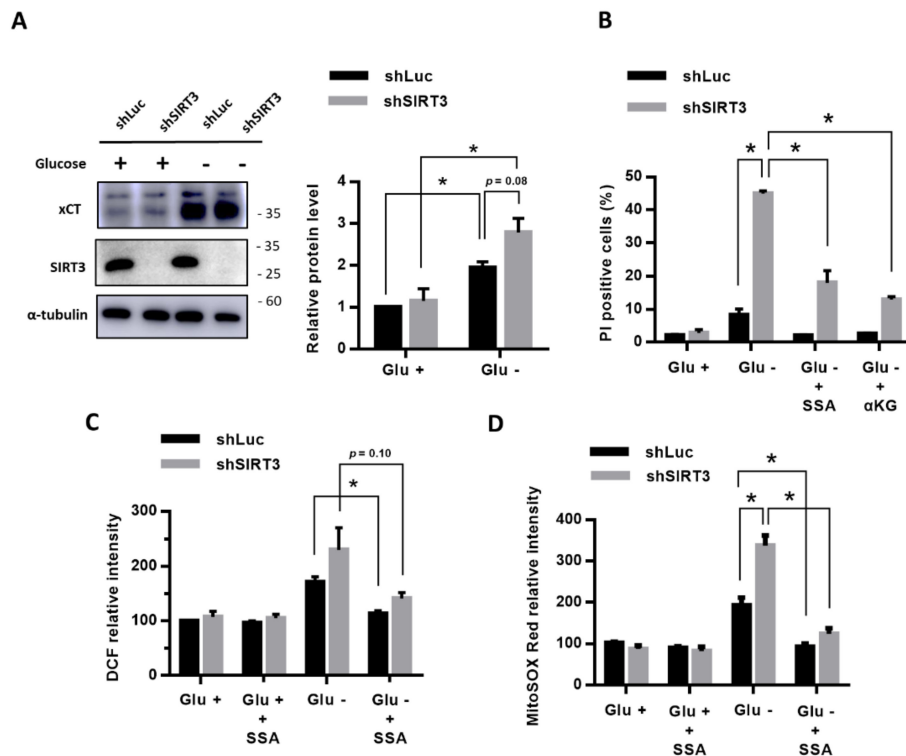 A
shLuc
shSIRT3
shLuc
shSIRT3
Glucose + + - -
xCT
- 35
SIRT3
- 35
- 25
α-tubulin
- 60
shLuc
shSIRT3
Relative protein level
4
3
2
1
0
*
*
p = 0.08
Glu +
Glu -
B
shLuc
shSIRT3
PI positive cells (%)
50
40
30
20
10
0
*
*
*
Glu +
Glu -
Glu -
+
SSA
Glu -
+
αKG
C
shLuc
shSIRT3
DCF relative intensity
300
200
100
0
p = 0.10
*
Glu +
Glu +
+
SSA
Glu -
Glu -
+
SSA
D
shLuc
shSIRT3
MitoSOX Red relative intensity
400
300
200
100
0
*
*
*
Glu +
Glu +
+
SSA
Glu -
Glu -
+
SSA